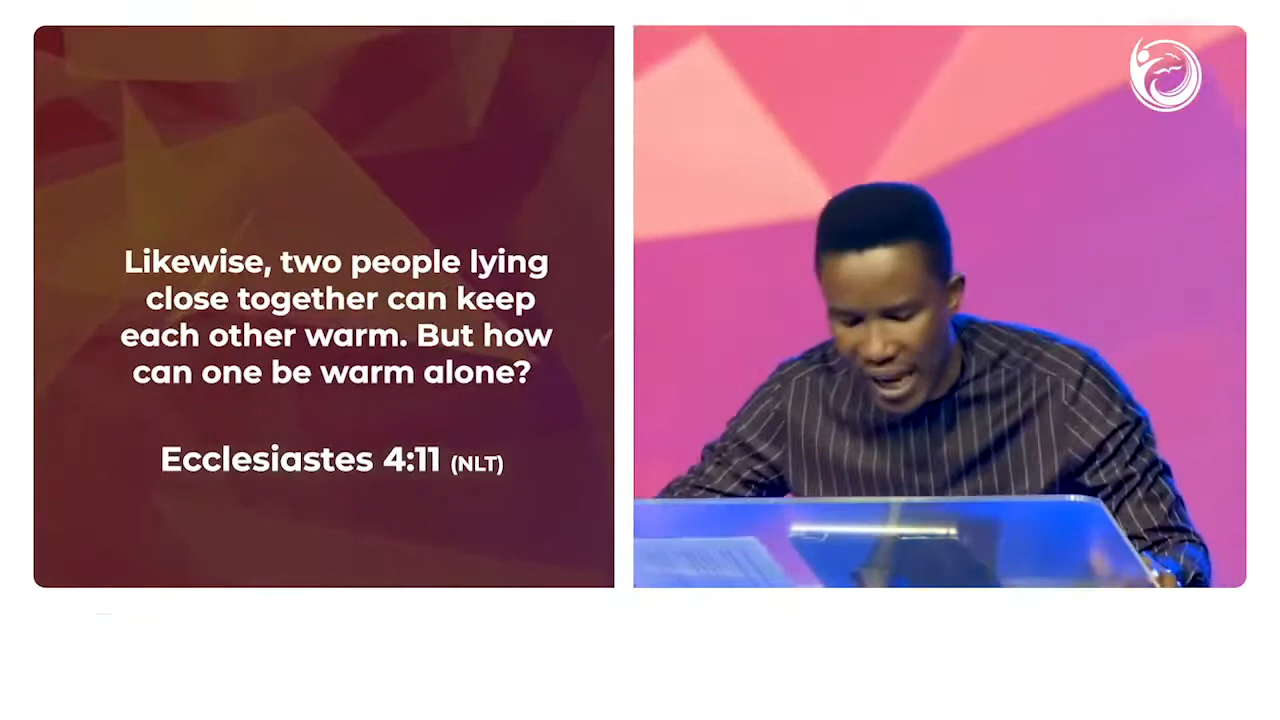 Likewise, two people lying
close together can keep
each other warm. But how
can one be warm alone?
Ecclesiastes 4:11 (NLT)